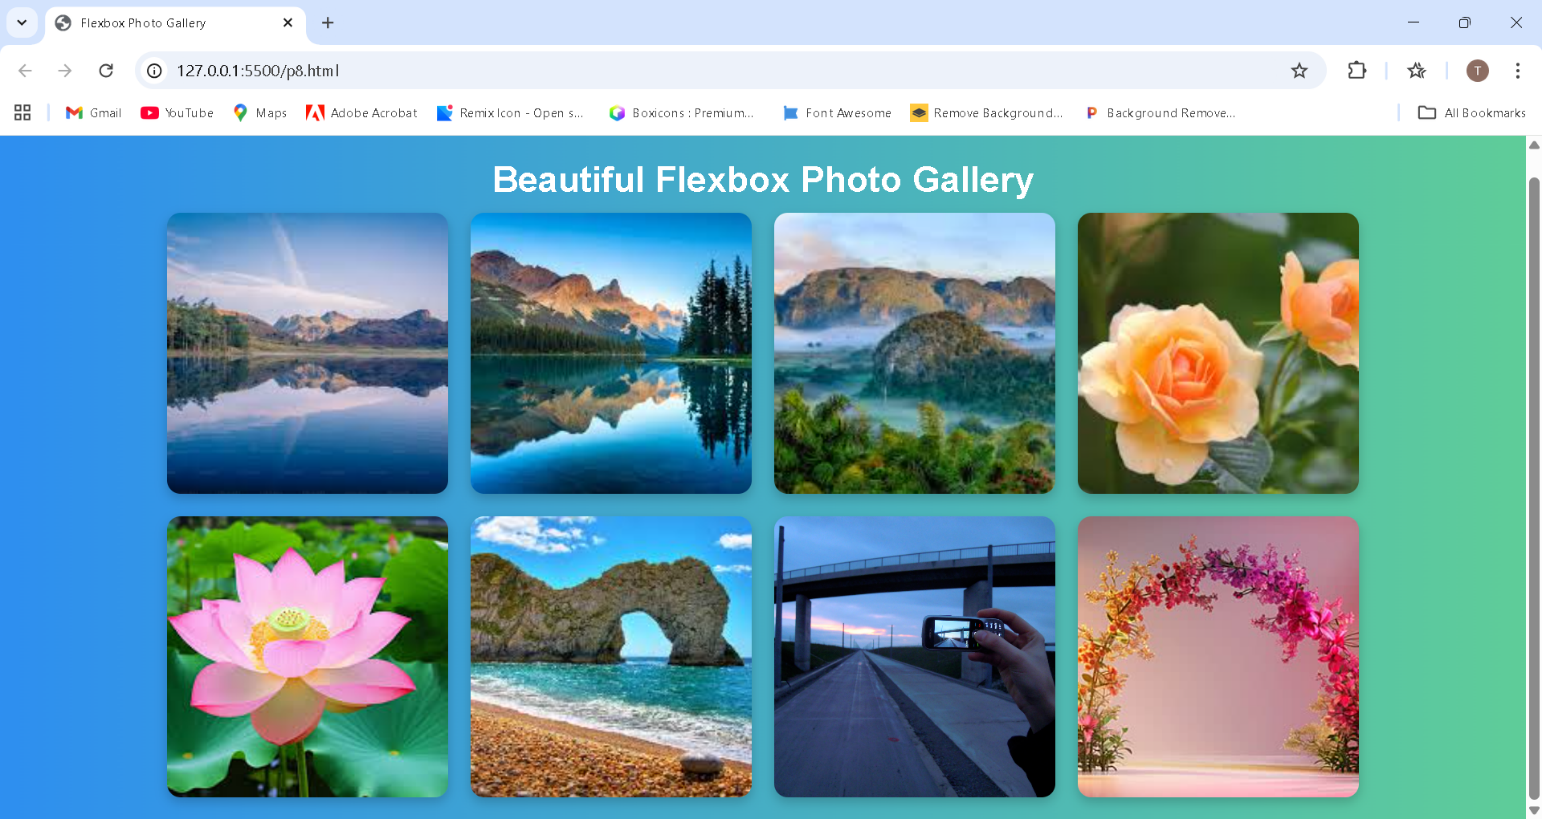 Flexbox Photo Gallery
127.0.0.1:5500/p8.html
T
Gmail
YouTube
Maps
Adobe Acrobat
Remix Icon - Open s...
Boxicons : Premium...
Font Awesome
Remove Background...
Background Remove...
All Bookmarks
Beautiful Flexbox Photo Gallery